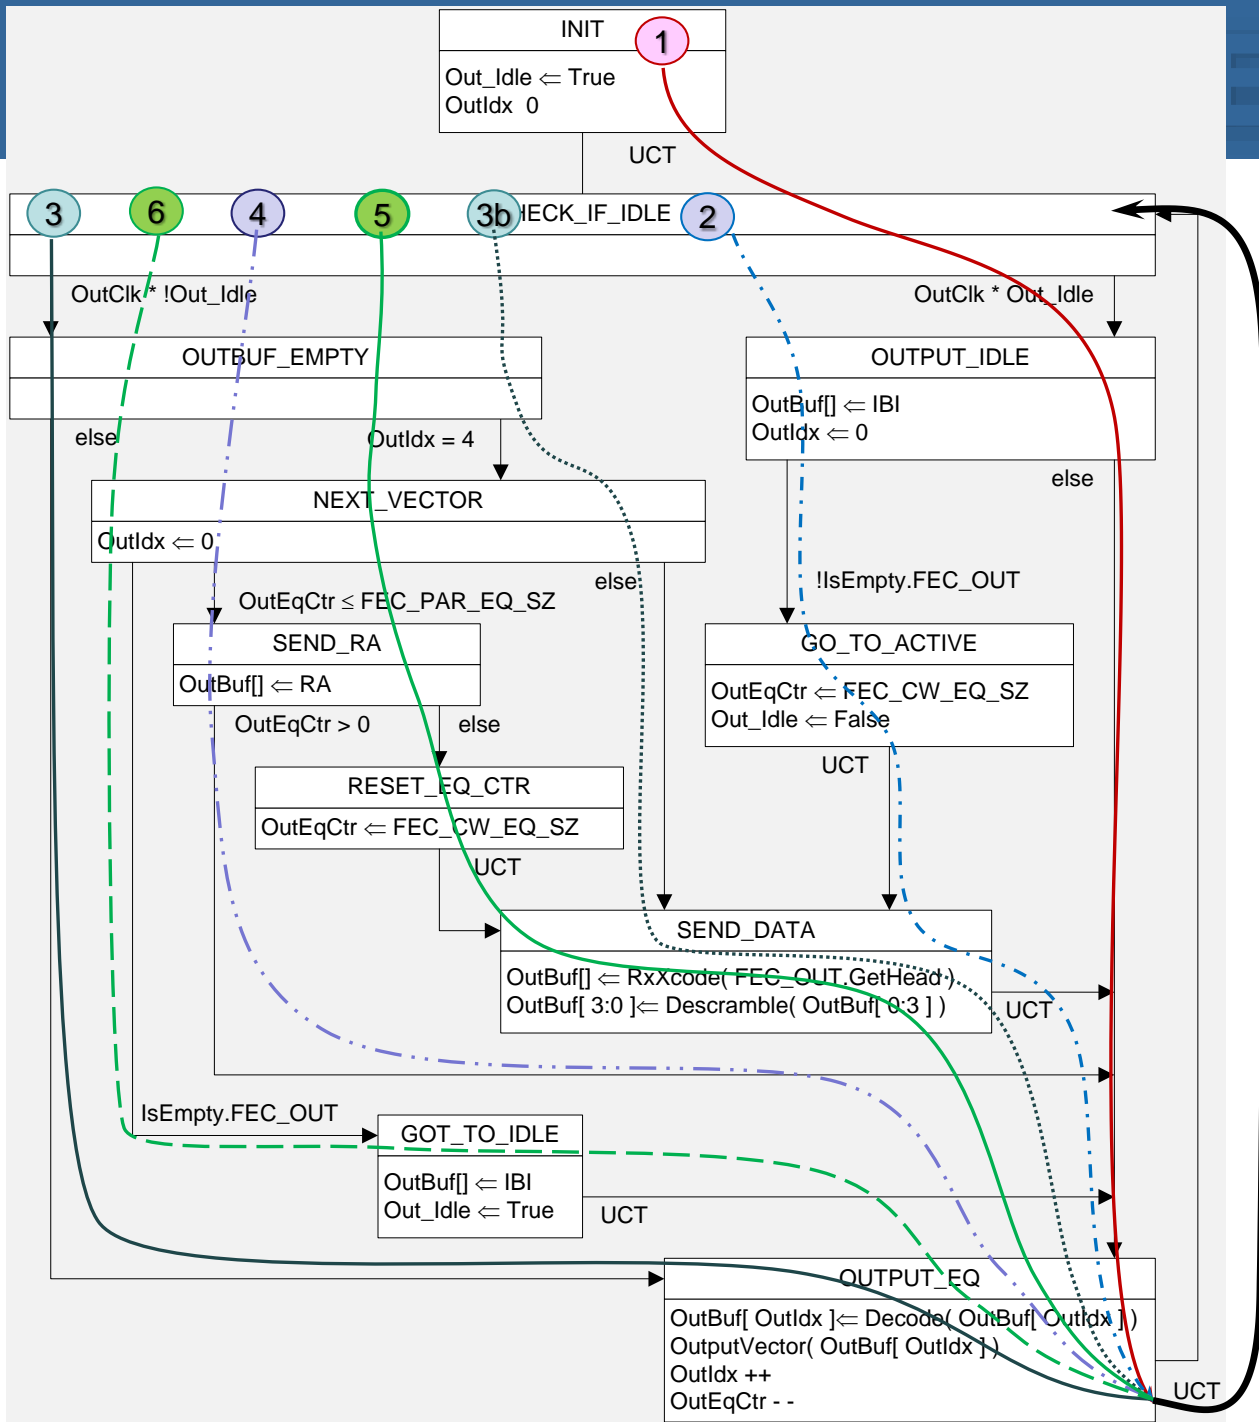 INIT
1
Out_Idle ⇐ True
OutIdx 0
UCT
3
6
4
5
3b
HECK_IF_IDLE
2
OutClk * !Out_Idle
OutClk * Out_Idle
OUTBUF_EMPTY
OUTPUT_IDLE
OutBuf[] ⇐ IBI
OutIdx ⇐ 0
else
OutIdx = 4
else
NEXT_VECTOR
OutIdx ⇐ 0
else
!IsEmpty.FEC_OUT
OutEqCtr ≤ FEC_PAR_EQ_SZ
SEND_RA
GO_TO_ACTIVE
OutBuf[] ⇐ RA
OutEqCtr ⇐ FEC_CW_EQ_SZ
Out_Idle ⇐ False
OutEqCtr > 0
else
UCT
RESET_EQ_CTR
OutEqCtr ⇐ FEC_CW_EQ_SZ
UCT
SEND_DATA
OutBuf[] ⇐ RxXcode( FEC_OUT.GetHead )
OutBuf[ 3:0 ]⇐ Descramble( OutBuf[ 0:3 ] )
UCT
IsEmpty.FEC_OUT
GOT_TO_IDLE
OutBuf[] ⇐ IBI
Out_Idle ⇐ True
UCT
OUTPUT_EQ
OutBuf[ OutIdx ]⇐ Decode( OutBuf[ OutIdx ] )
OutputVector( OutBuf[ OutIdx ] )
OutIdx ++
OutEqCtr - -
UCT